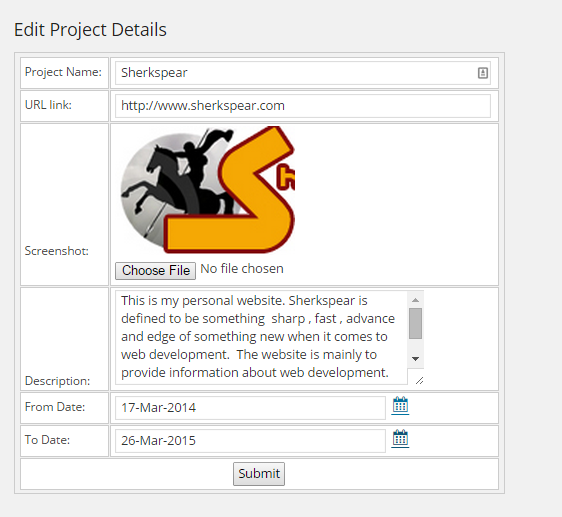 Edit Project Details
Project Name: Sherkspear
URL link: http://www.sherkspear.com
Sh
Screenshot:
Choose File No file chosen
This is my personal website. Sherkspear is
defined to be something  sharp , fast , advance
and edge of something new when it comes to
web development.  The website is mainly to
provide information about web development.
Description:
From Date: 17-Mar-2014
To Date: 26-Mar-2015
Submit